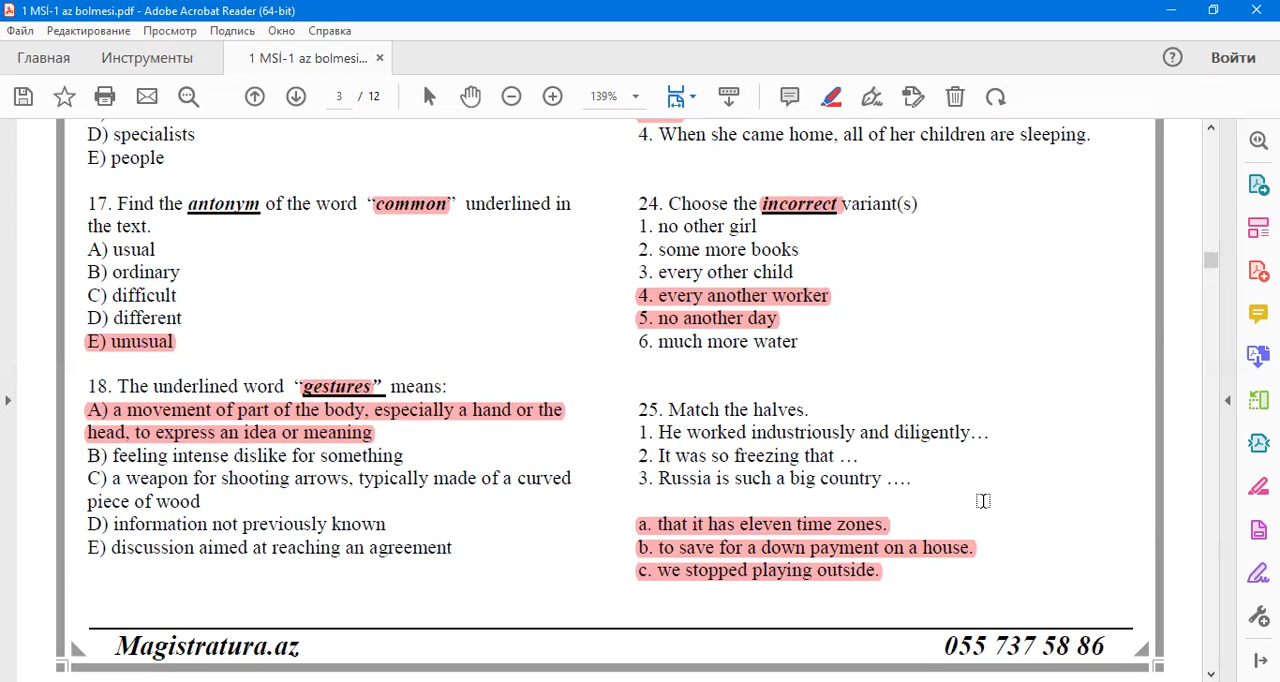 1 MSİ-1 az bolmesi.pdf - Adobe Acrobat Reader (64-bit)
Файл Редактирование Просмотр Подпись Окно Справка
Главная Инструменты 1 MSİ-1 az bolmesi... × Войти
3 / 12 139%
D) specialists
E) people
17. Find the antonym of the word “common” underlined in
the text.
A) usual
B) ordinary
C) difficult
D) different
E) unusual
18. The underlined word “gestures” means:
A) a movement of part of the body, especially a hand or the
head, to express an idea or meaning
B) feeling intense dislike for something
C) a weapon for shooting arrows, typically made of a curved
piece of wood
D) information not previously known
E) discussion aimed at reaching an agreement
4. When she came home, all of her children are sleeping.
24. Choose the incorrect variant(s)
1. no other girl
2. some more books
3. every other child
4. every another worker
5. no another day
6. much more water
25. Match the halves.
1. He worked industriously and diligently…
2. It was so freezing that …
3. Russia is such a big country ….
a. that it has eleven time zones.
b. to save for a down payment on a house.
c. we stopped playing outside.
Magistratura.az 055 737 58 86